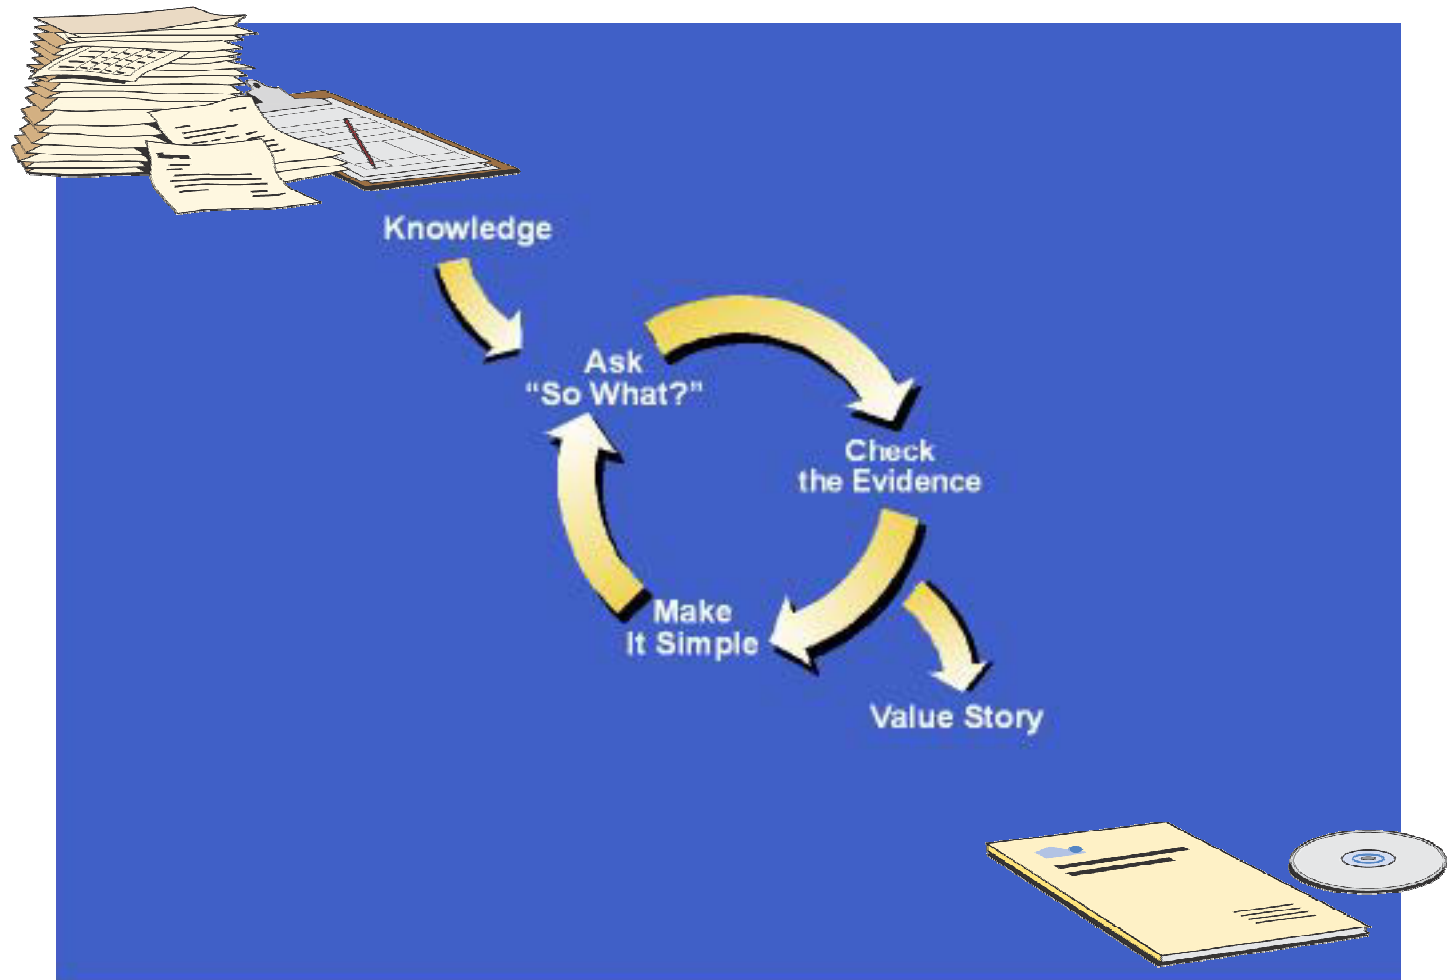 Knowledge
Ask
“So What?”
Check
the Evidence
Make
It Simple
Value Story